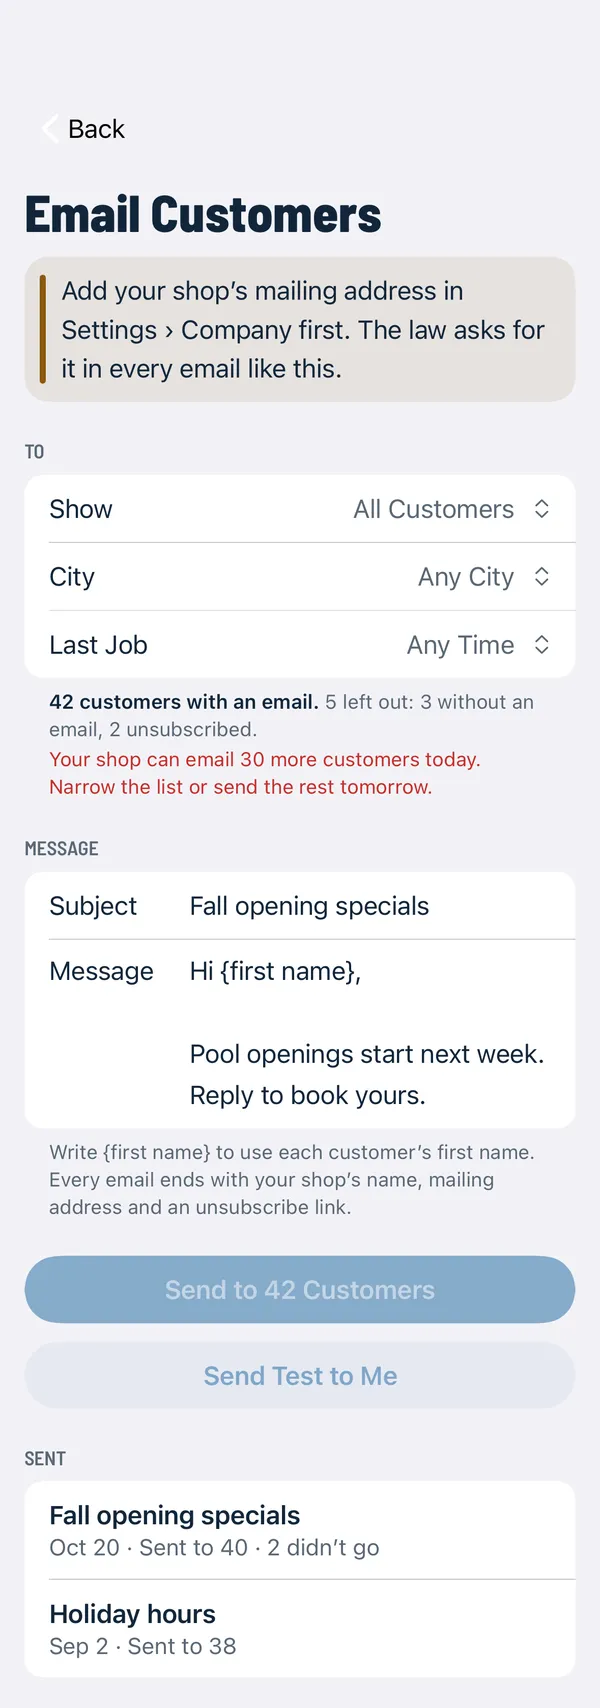 Back
Email Customers
Add your shop’s mailing address in
Settings › Company first. The law asks for
it in every email like this.
TO
Show All Customers
City Any City
Last Job Any Time
42 customers with an email. 5 left out: 3 without an
email, 2 unsubscribed.
Your shop can email 30 more customers today.
Narrow the list or send the rest tomorrow.
MESSAGE
Subject Fall opening specials
Message Hi {first name},
Pool openings start next week.
Reply to book yours.
Write {first name} to use each customer’s first name.
Every email ends with your shop’s name, mailing
address and an unsubscribe link.
Send to 42 Customers
Send Test to Me
SENT
Fall opening specials
Oct 20 · Sent to 40 · 2 didn’t go
Holiday hours
Sep 2 · Sent to 38